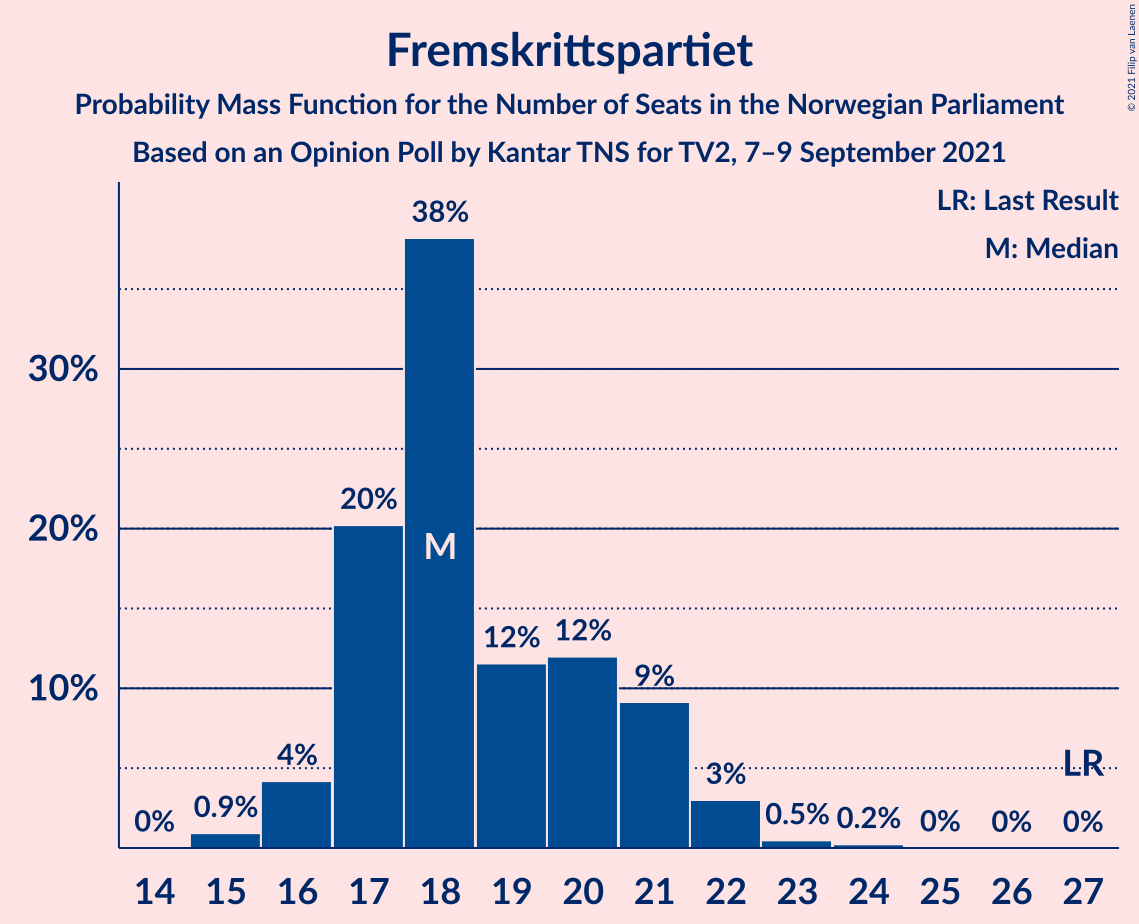 Fremskrittspartiet
Probability Mass Function for the Number of Seats in the Norwegian Parliament
Based on an Opinion Poll by Kantar TNS for TV2, 7–9 September 2021
© 2021 Filip van Laenen
LR: Last Result
M: Median
38%
30%
20%
20%
M
12%
12%
10%
9%
4%
3%
LR
0%
0.9%
0.5%
0.2%
0%
0%
0%
14 15 16 17 18 19 20 21 22 23 24 25 26 27